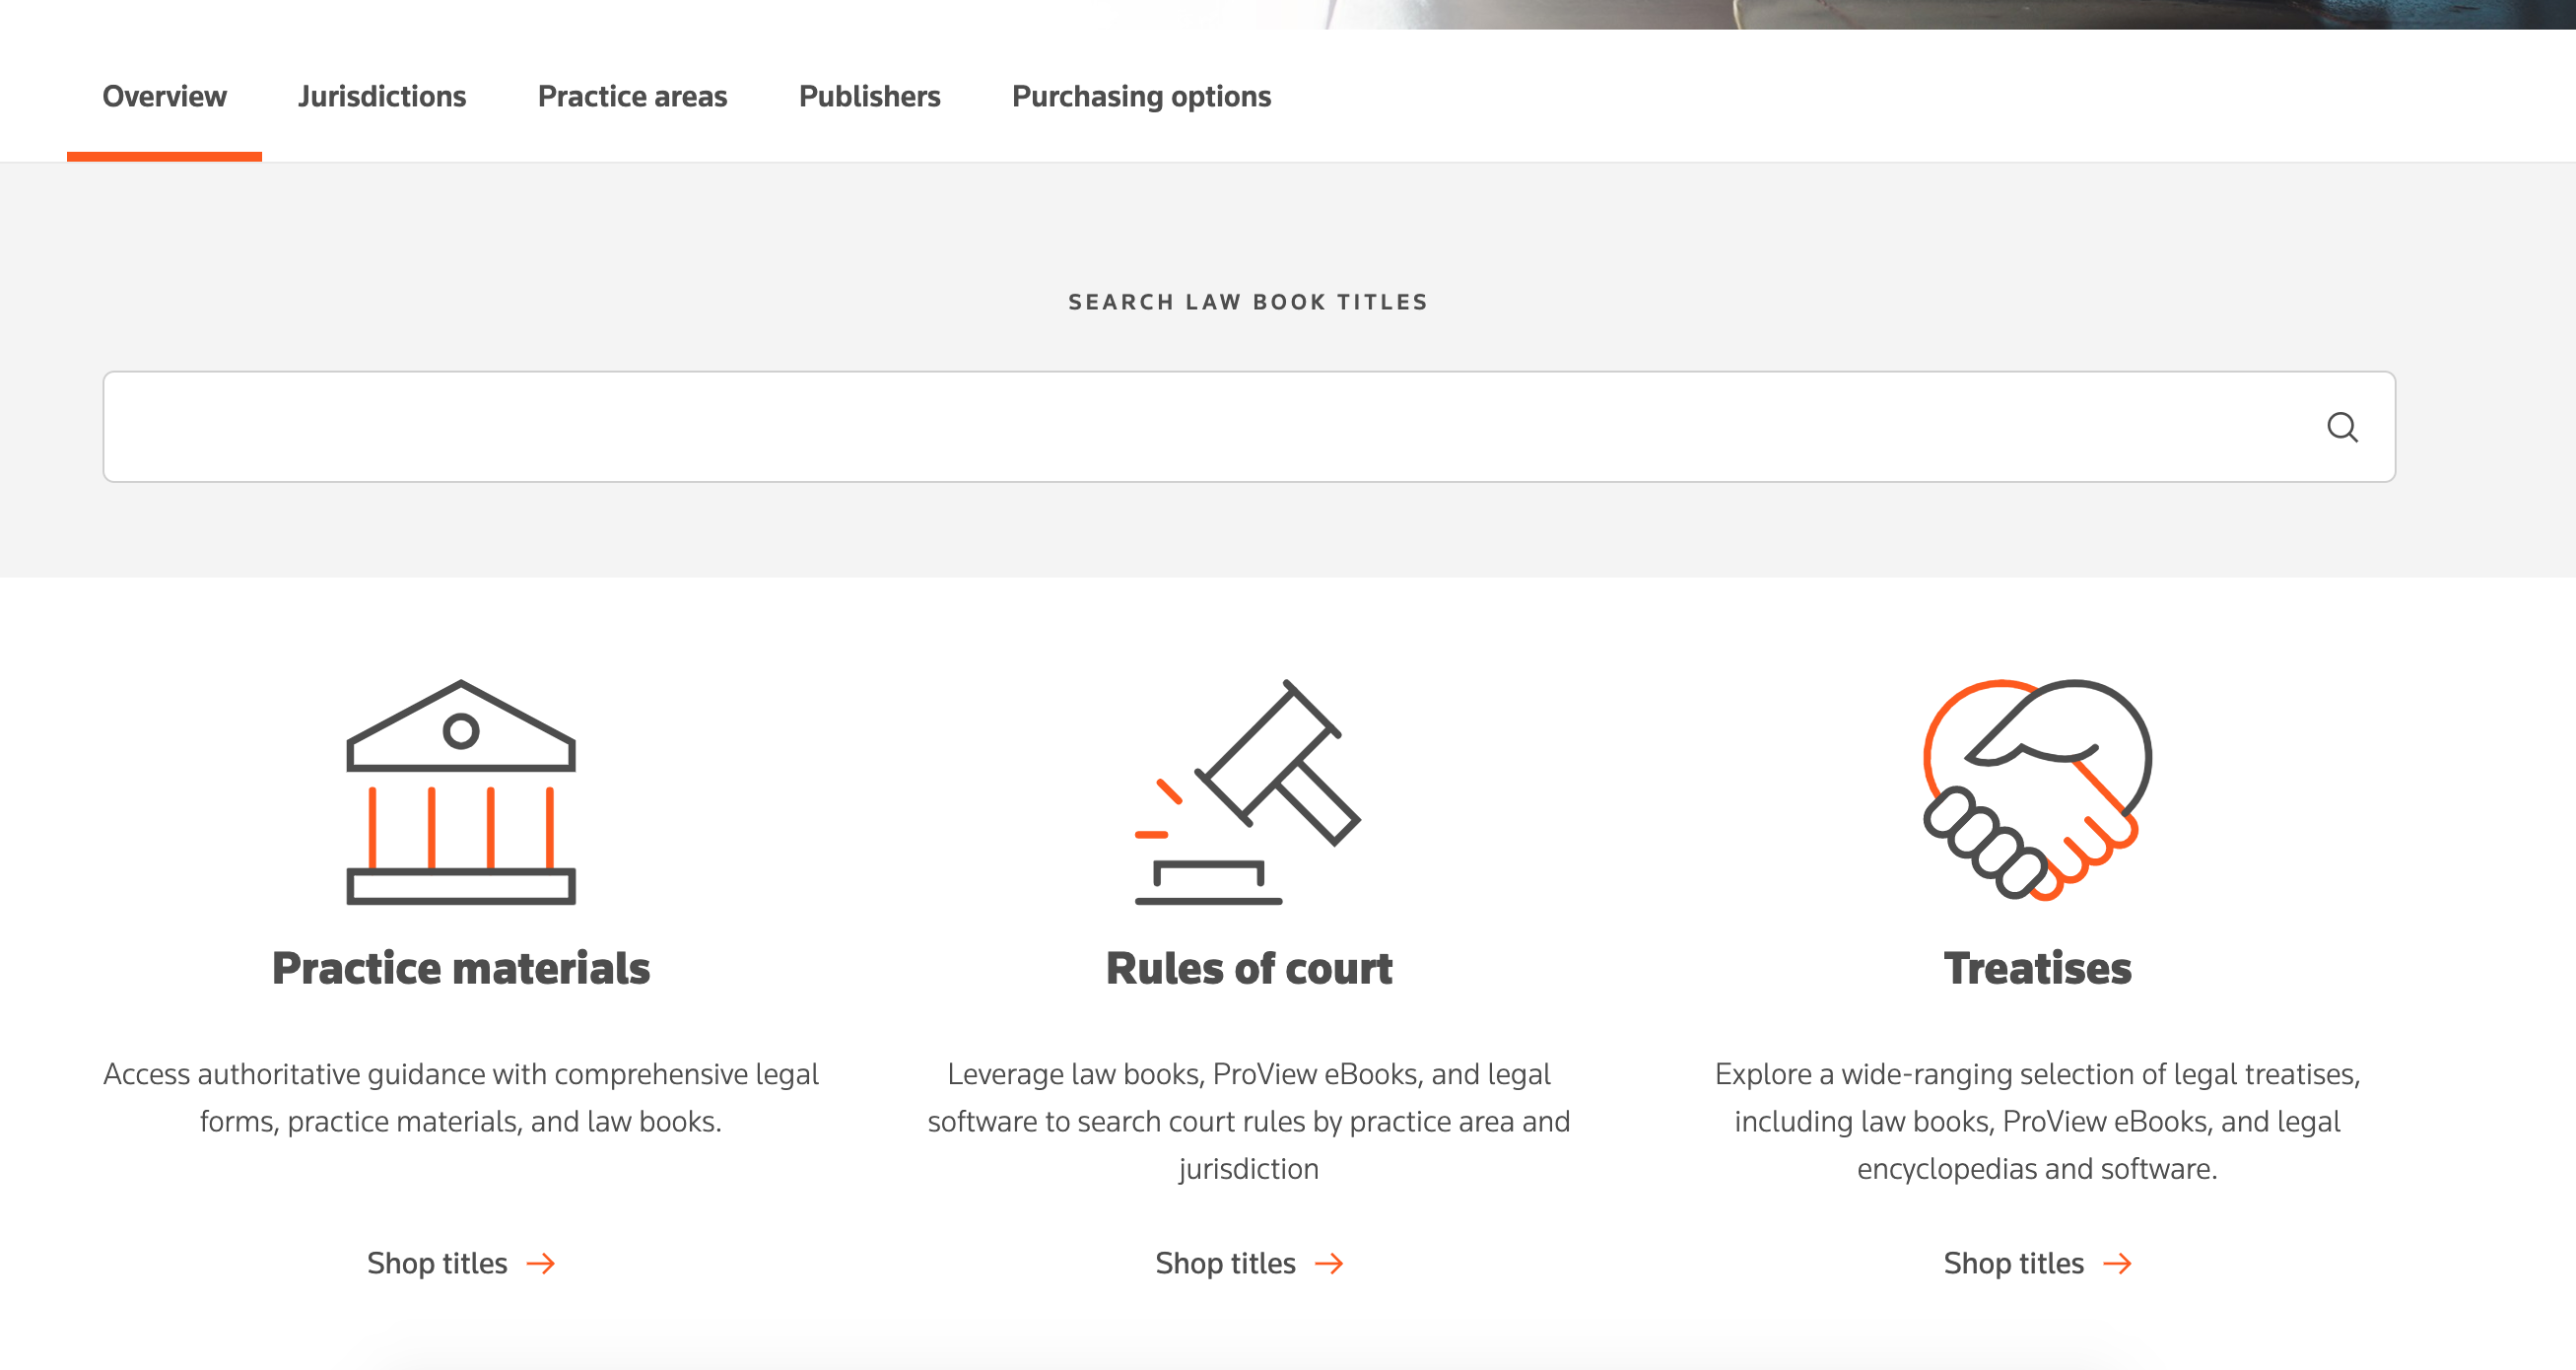 Overview Jurisdictions Practice areas Publishers Purchasing options
SEARCH LAW BOOK TITLES
Practice materials
Access authoritative guidance with comprehensive legal
forms, practice materials, and law books.
Shop titles
Rules of court
Leverage law books, ProView eBooks, and legal
software to search court rules by practice area and
jurisdiction
Shop titles
Treatises
Explore a wide-ranging selection of legal treatises,
including law books, ProView eBooks, and legal
encyclopedias and software.
Shop titles